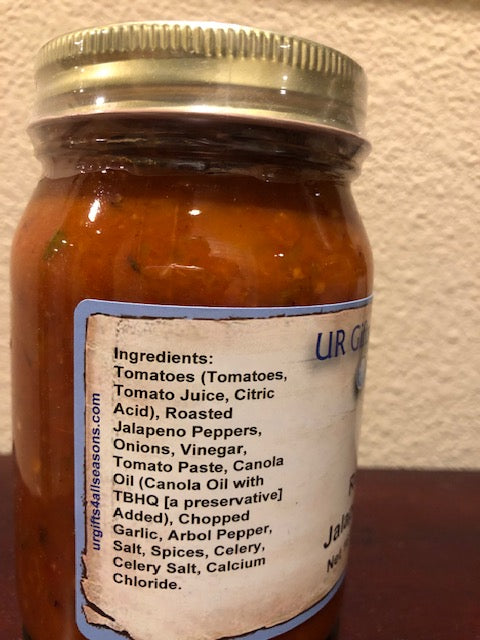 Ingredients:
Tomatoes (Tomatoes,
Tomato Juice, Citric
Acid), Roasted
Jalapeno Peppers,
Onions, Vinegar,
Tomato Paste, Canola
Oil (Canola Oil with
TBHQ [a preservative]
Added), Chopped
Garlic, Arbol Pepper,
Salt, Spices, Celery,
Celery Salt, Calcium
Chloride.
urgifts4allseasons.com
UR
Net